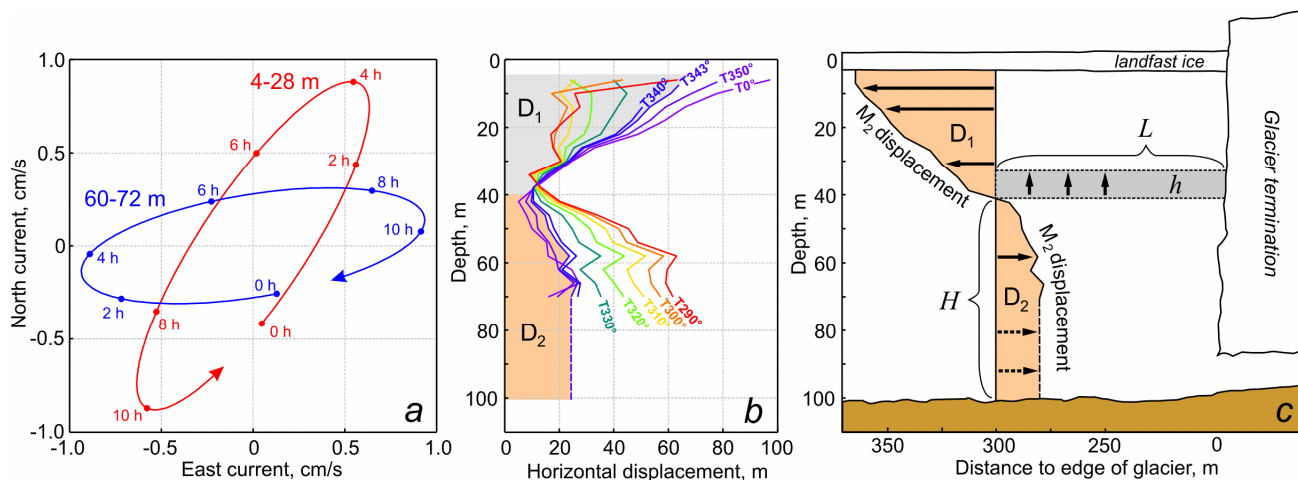 1.0
0.5
0
-0.5
-1.0
North current, cm/s
-1.0
-0.5
0
0.5
1.0
East current, cm/s
4-28 m
4 h
6 h
2 h
8 h
0 h
10 h
60-72 m
6 h
8 h
10 h
4 h
2 h
0 h
a
0
20
40
60
80
100
Depth, m
0
20
40
60
80
100
Horizontal displacement, m
D1
D2
T340°
T343°
T350°
T0°
T330°
T320°
T310°
T300°
T290°
b
0
20
40
60
80
100
Depth, m
350
300
250
0
Distance to edge of glacier, m
landfast ice
Glacier termination
M2 displacement
D1
L
h
H
M2 displacement
D2
c